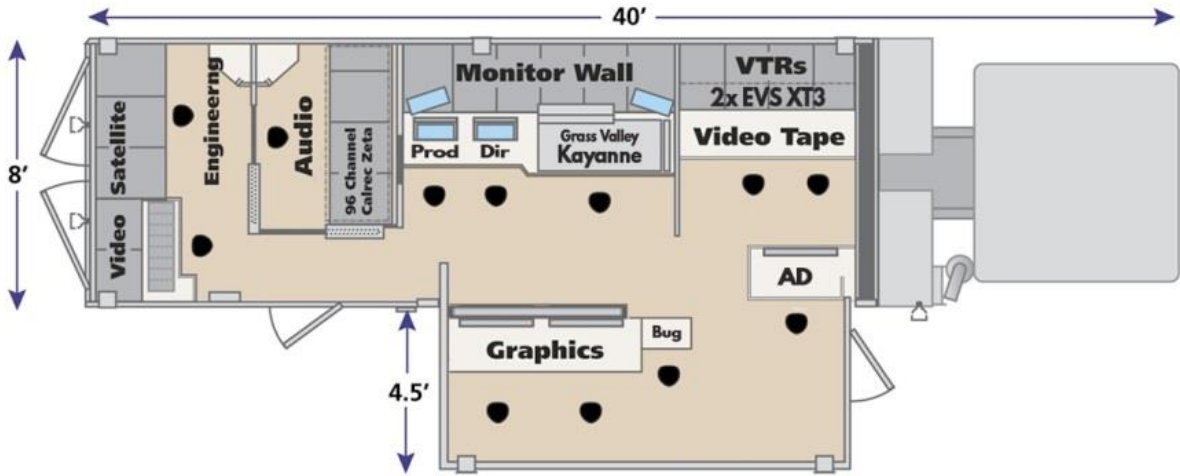 40’
8’
4.5’
Satellite
Video
Engineerng
Audio
96 Channel
Calrec Zeta
Monitor Wall
Prod
Dir
Grass Valley
Kayanne
VTRs
2x EVS XT3
Video Tape
AD
Graphics
Bug